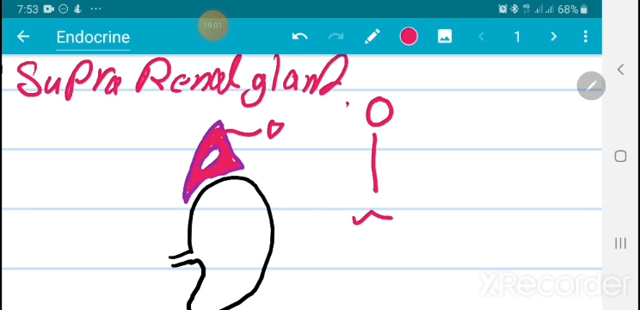 7:53 68%
19:01
Endocrine 1
Supra Renal gland.
XRecorder